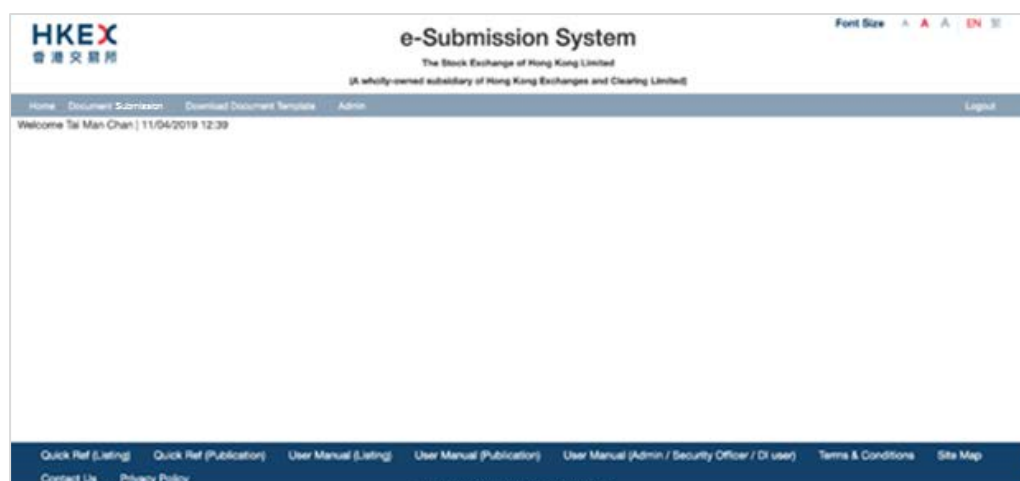 HKEX
香港交易所
e-Submission System
The Stock Exchange of Hong Kong Limited
(A wholly-owned subsidiary of Hong Kong Exchanges and Clearing Limited)
Font Size A A A EN 繁
Home Document Submission Download Document Template Admin Logout
Welcome Tai Man Chan | 11/04/2019 12:39
Quick Ref (Listing) Quick Ref (Publication) User Manual (Listing) User Manual (Publication) User Manual (Admin / Security Officer / DI user) Terms & Conditions Site Map
Contact Us Privacy Policy